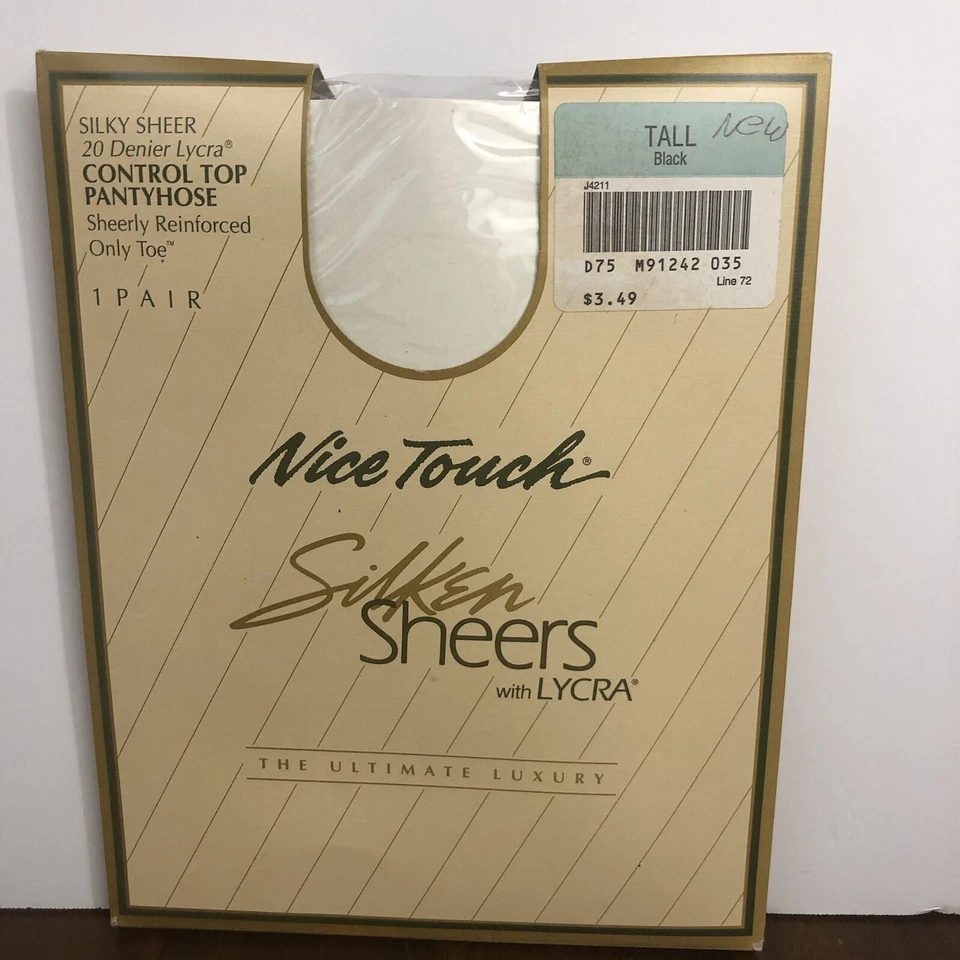 SILKY SHEER
20 Denier Lycra®
CONTROL TOP
PANTYHOSE
Sheerly Reinforced
Only Toe™
1 PAIR
TALL New
Black
J4211
D75 M91242 035
Line 72
$3.49
Nice Touch®
Silken
Sheers
with LYCRA®
THE ULTIMATE LUXURY